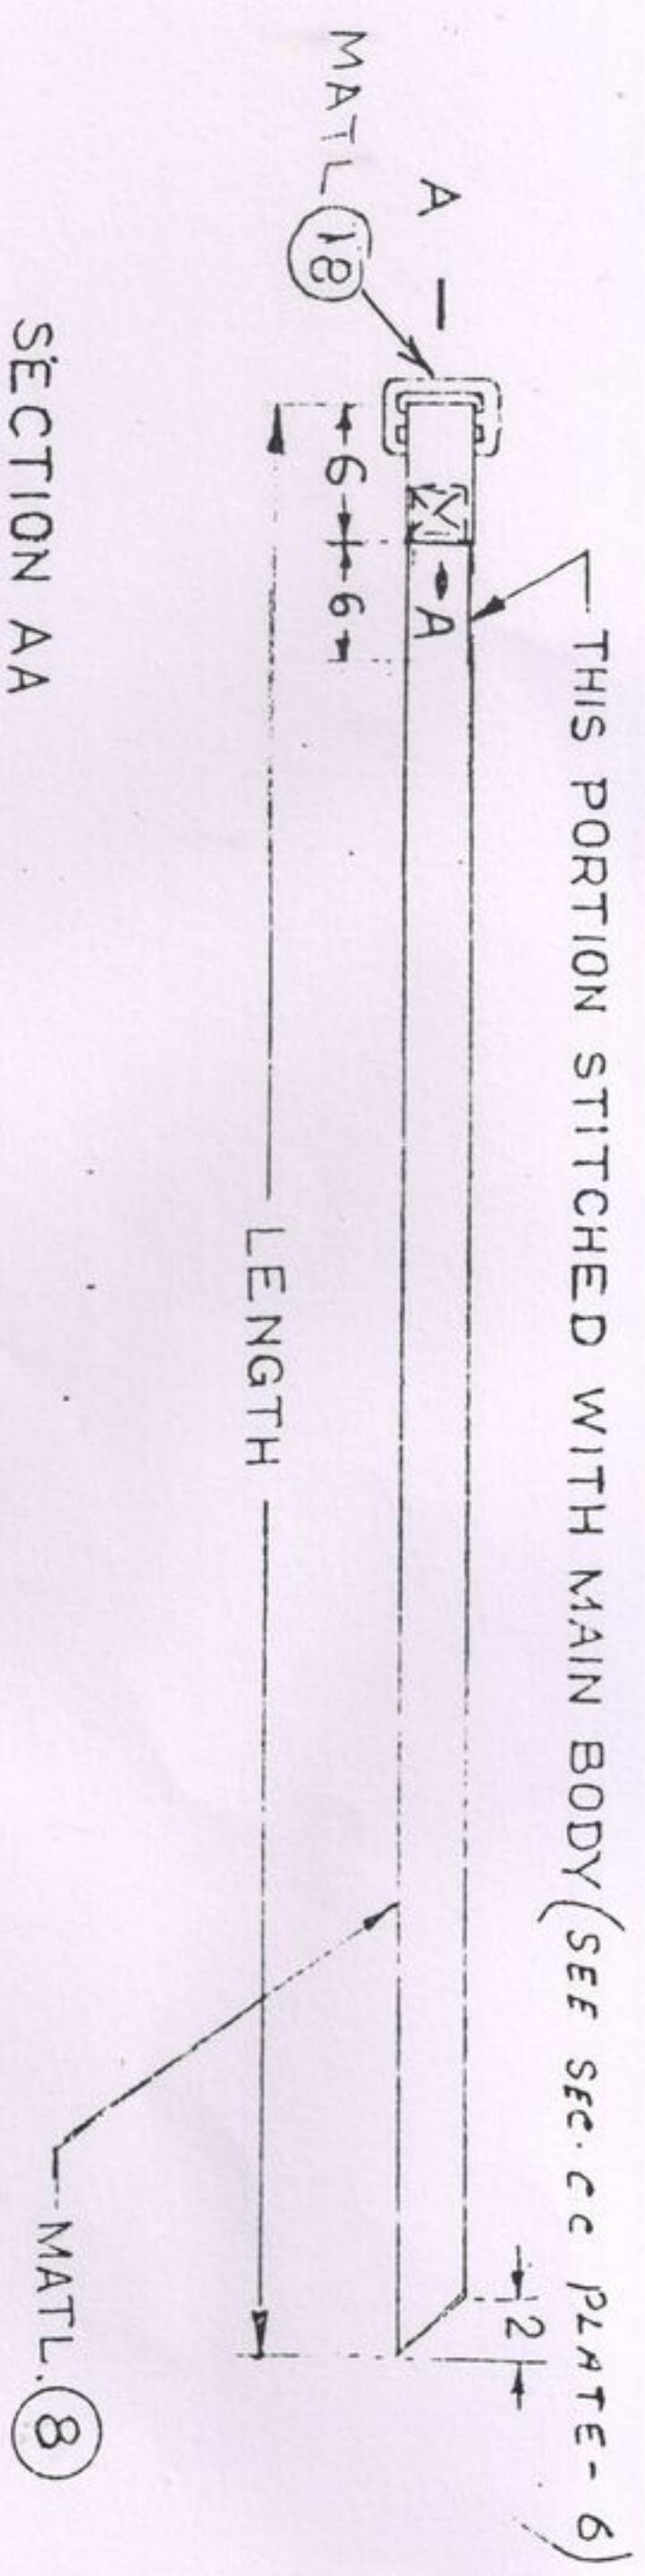 THIS PORTION STITCHED WITH MAIN BODY (SEE SEC. CC PLATE - 6)
A
A
2
6
6
MATL 18
LENGTH
MATL. 8
SECTION AA